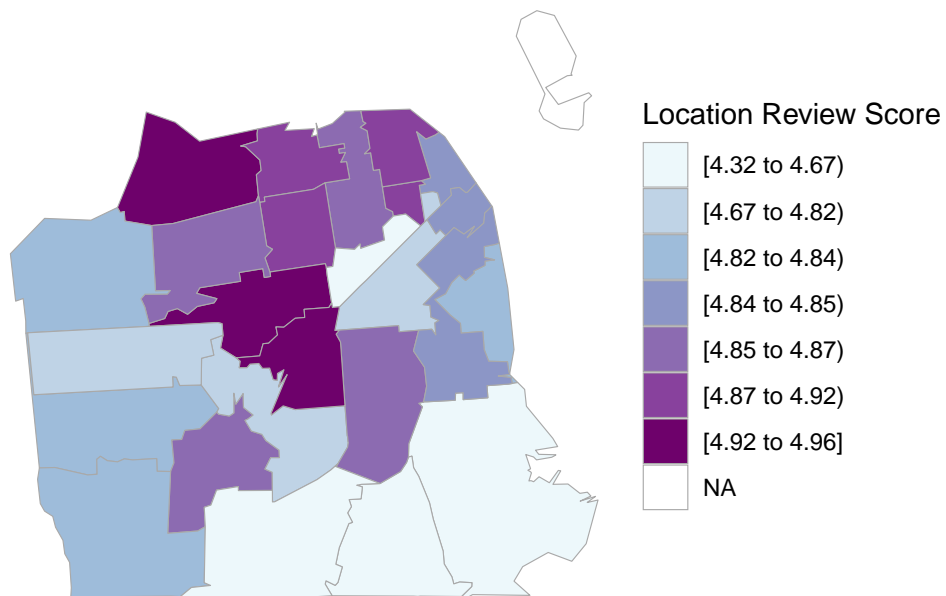 Location Review Score
[4.32 to 4.67)
[4.67 to 4.82)
[4.82 to 4.84)
[4.84 to 4.85)
[4.85 to 4.87)
[4.87 to 4.92)
[4.92 to 4.96]
NA